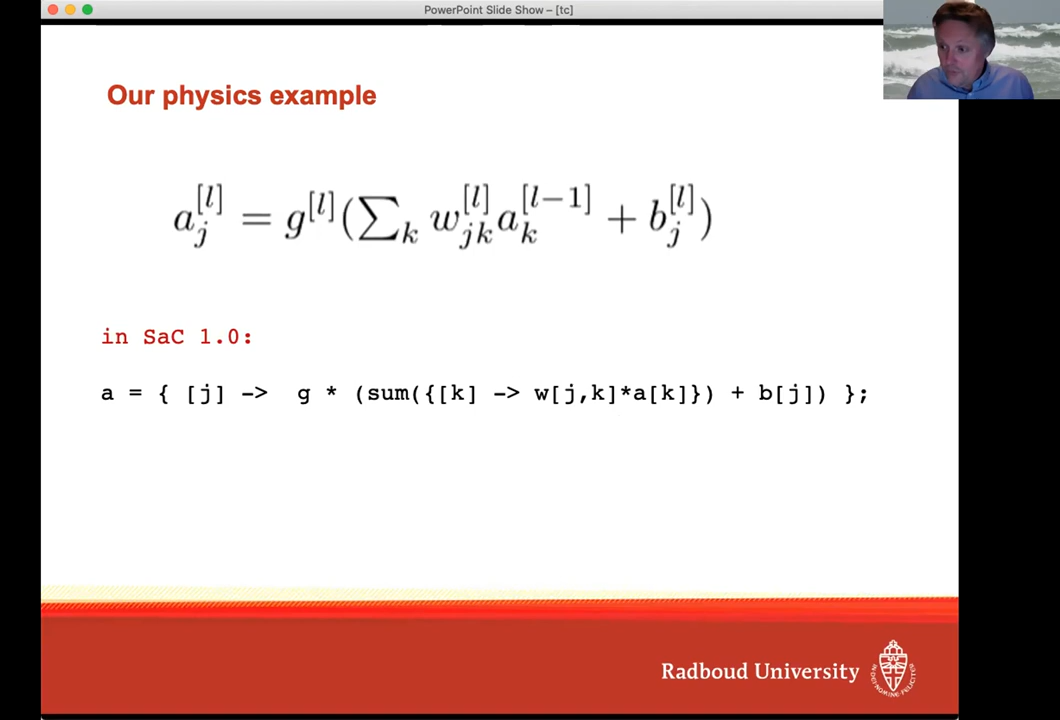 PowerPoint Slide Show – [tc]
Our physics example
a_j^{[l]} = g^{[l]}(∑_k w_{jk}^{[l]} a_k^{[l−1]} + b_j^{[l]})
in SaC 1.0:
a = { [j] -> g * (sum({[k] -> w[j,k]*a[k]}) + b[j]) };
Radboud University